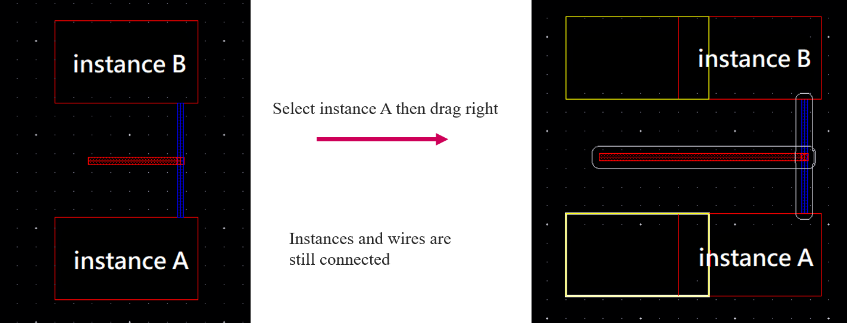 instance B
instance A
Select instance A then drag right
Instances and wires are
still connected
instance B
instance A